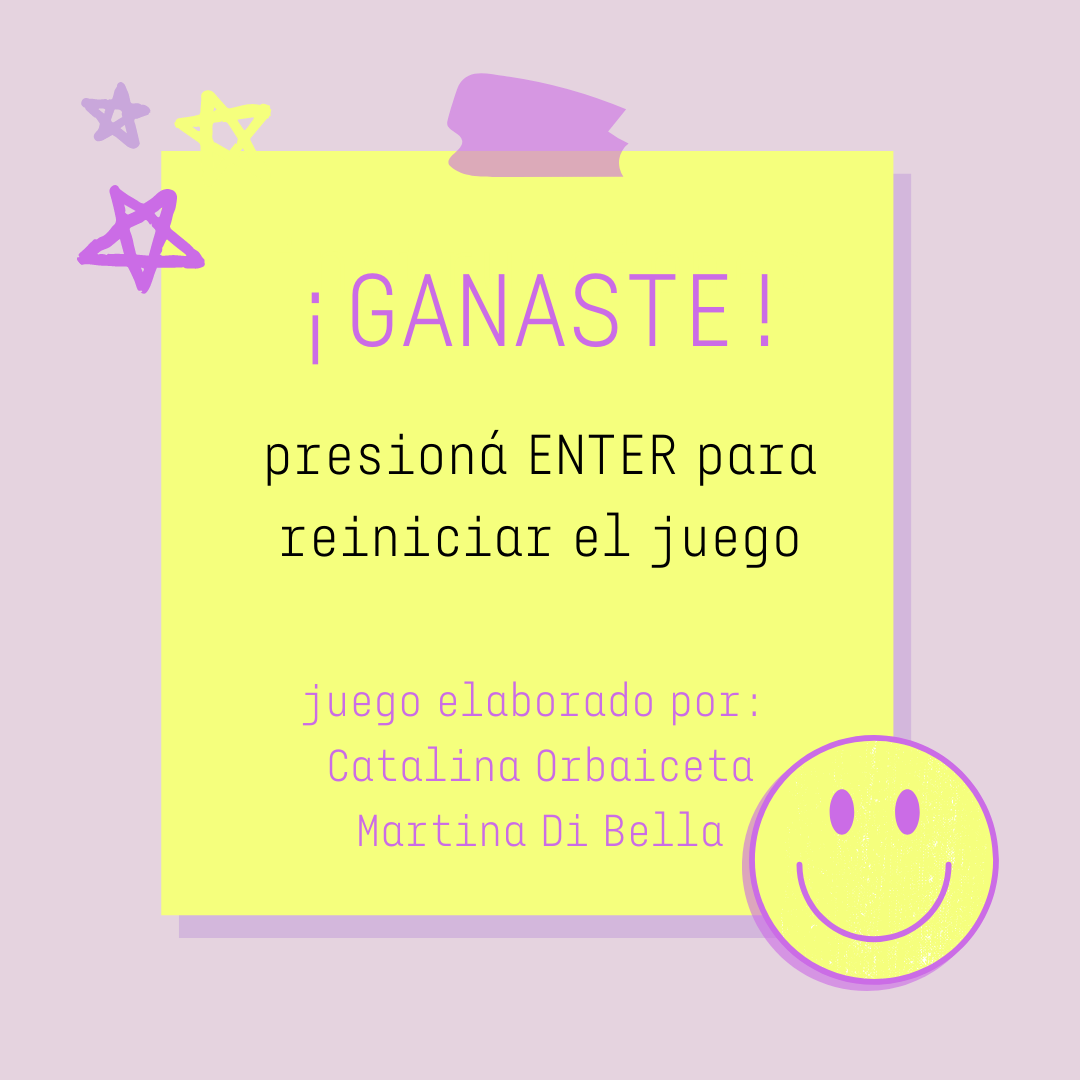 ¡GANASTE!
presioná ENTER para
reiniciar el juego
juego elaborado por:
Catalina Orbaiceta
Martina Di Bella